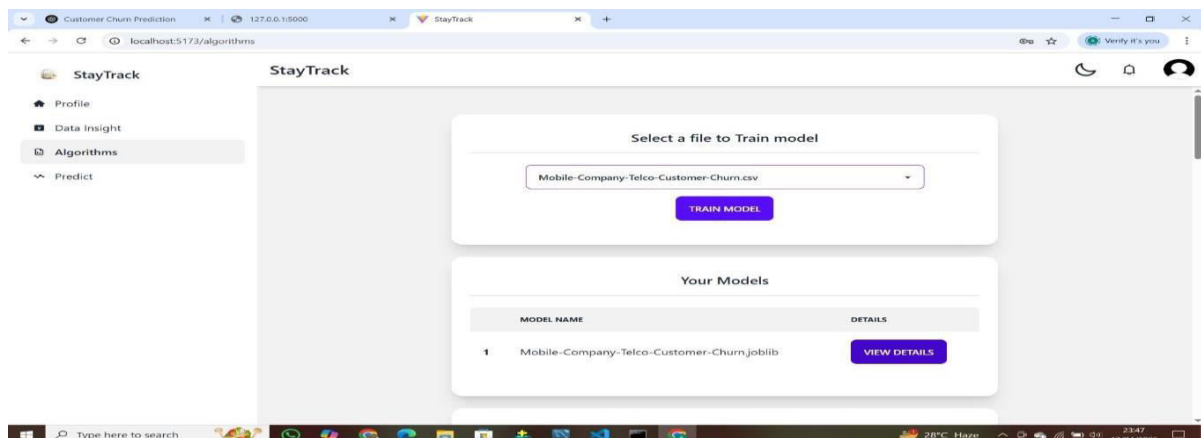 Customer Churn Prediction
127.0.0.1:5000
StayTrack
localhost:5173/algorithms
Verify it's you
StayTrack
StayTrack
Profile
Data Insight
Algorithms
Predict
Select a file to Train model
Mobile-Company-Telco-Customer-Churn.csv
TRAIN MODEL
Your Models
MODEL NAME DETAILS
1 Mobile-Company-Telco-Customer-Churn.joblib VIEW DETAILS
Type here to search
28°C Haze
23:47